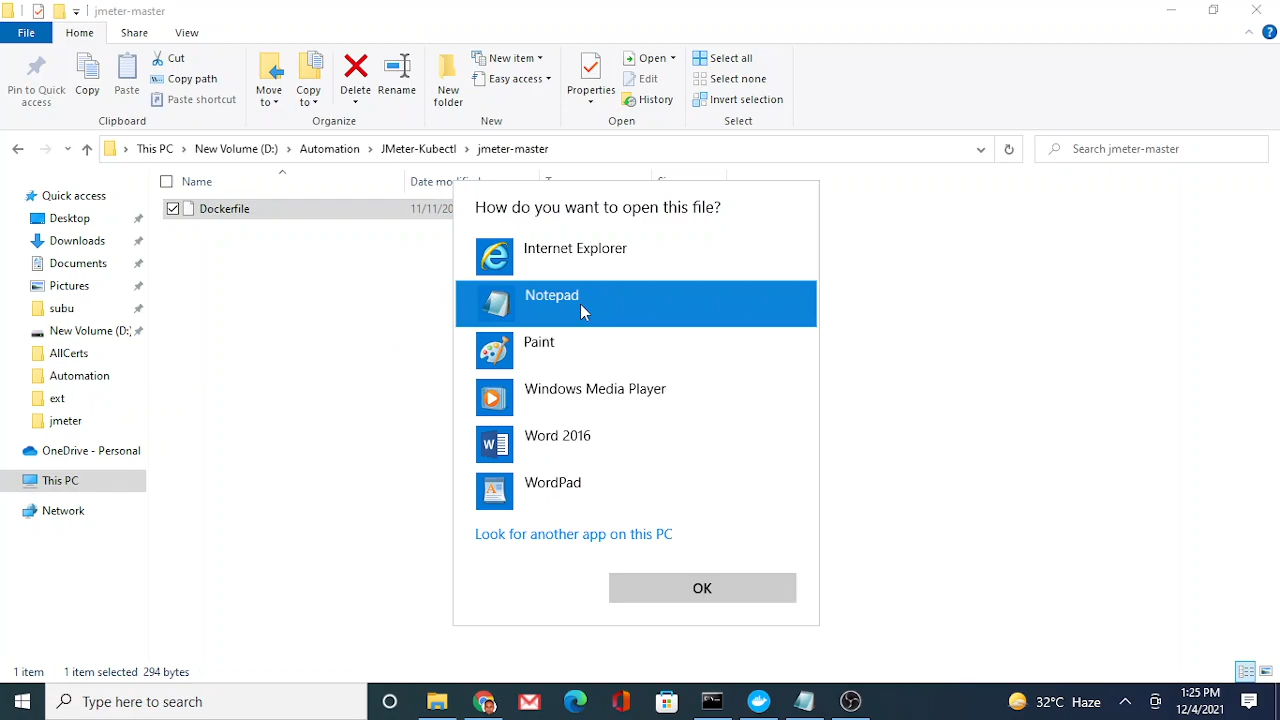 jmeter-master
File Home Share View
Pin to Quick access
Copy
Paste
Cut
Copy path
Paste shortcut
Clipboard
Move to
Copy to
Delete
Rename
Organize
New folder
New item
Easy access
New
Properties
Open
Edit
History
Open
Select all
Select none
Invert selection
Select
This PC > New Volume (D:) > Automation > JMeter-Kubectl > jmeter-master
Search jmeter-master
Quick access
Desktop
Downloads
Documents
Pictures
subu
New Volume (D:)
AllCerts
Automation
ext
jmeter
OneDrive - Personal
This PC
Network
Name
Dockerfile 11/11/20
How do you want to open this file?
Internet Explorer
Notepad
Paint
Windows Media Player
Word 2016
WordPad
Look for another app on this PC
OK
1 item 1 item selected 294 bytes
Type here to search
32°C Haze
1:25 PM
12/4/2021